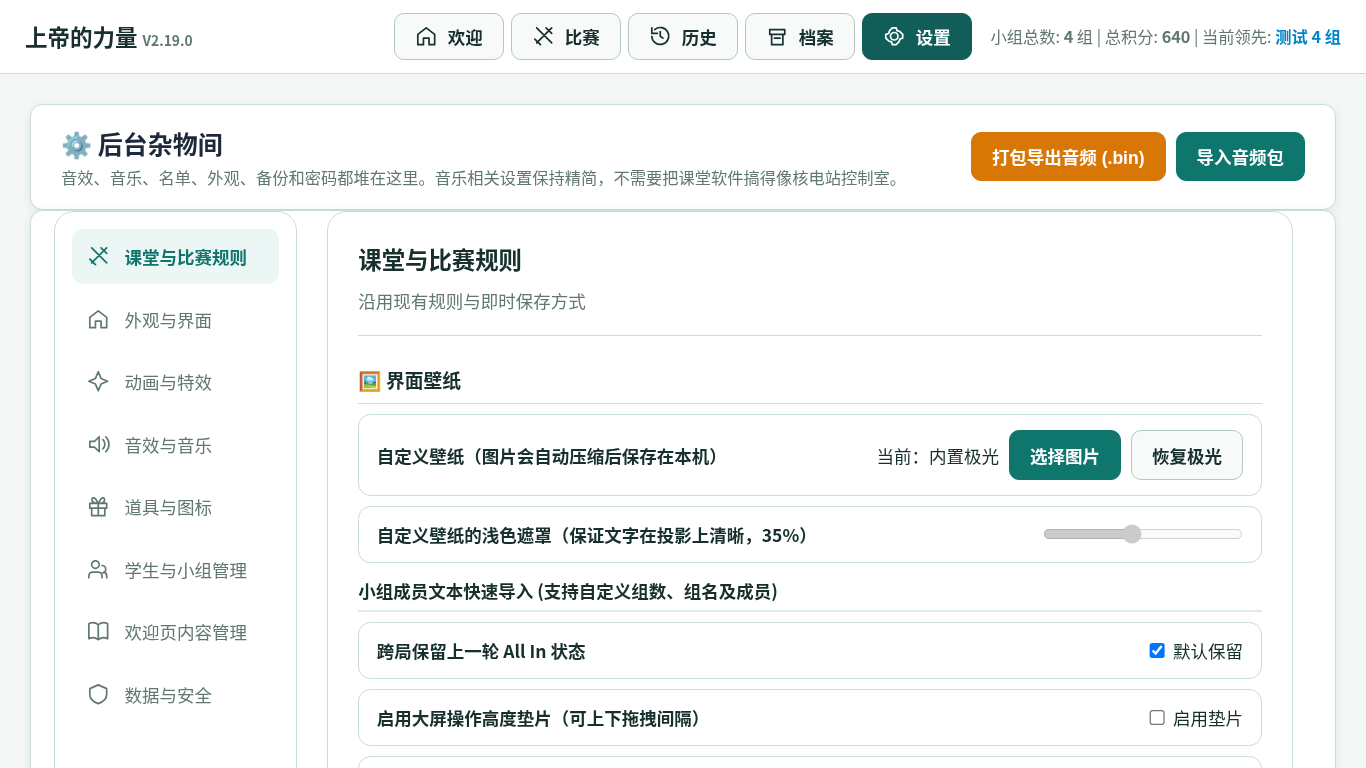 上帝的力量 V2.19.0
欢迎
比赛
历史
档案
设置
小组总数: 4 组 | 总积分: 640 | 当前领先: 测试 4 组
后台杂物间
音效、音乐、名单、外观、备份和密码都堆在这里。音乐相关设置保持精简，不需要把课堂软件搞得像核电站控制室。
打包导出音频 (.bin)
导入音频包
课堂与比赛规则
外观与界面
动画与特效
音效与音乐
道具与图标
学生与小组管理
欢迎页内容管理
数据与安全
课堂与比赛规则
沿用现有规则与即时保存方式
界面壁纸
自定义壁纸（图片会自动压缩后保存在本机）
当前：内置极光
选择图片
恢复极光
自定义壁纸的浅色遮罩（保证文字在投影上清晰，35%）
小组成员文本快速导入 (支持自定义组数、组名及成员)
跨局保留上一轮 All In 状态
默认保留
启用大屏操作高度垫片（可上下拖拽间隔）
启用垫片